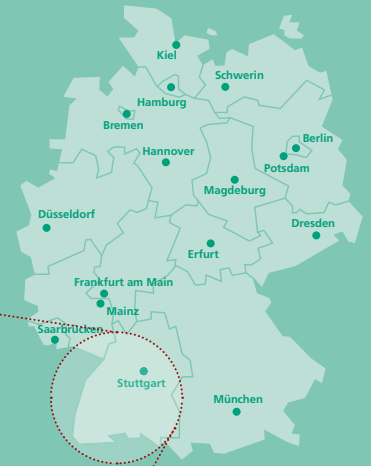 Kiel
Schwerin
Hamburg
Bremen
Berlin
Hannover
Potsdam
Magdeburg
Düsseldorf
Dresden
Erfurt
Frankfurt am Main
Mainz
Saarbrücken
Stuttgart
München